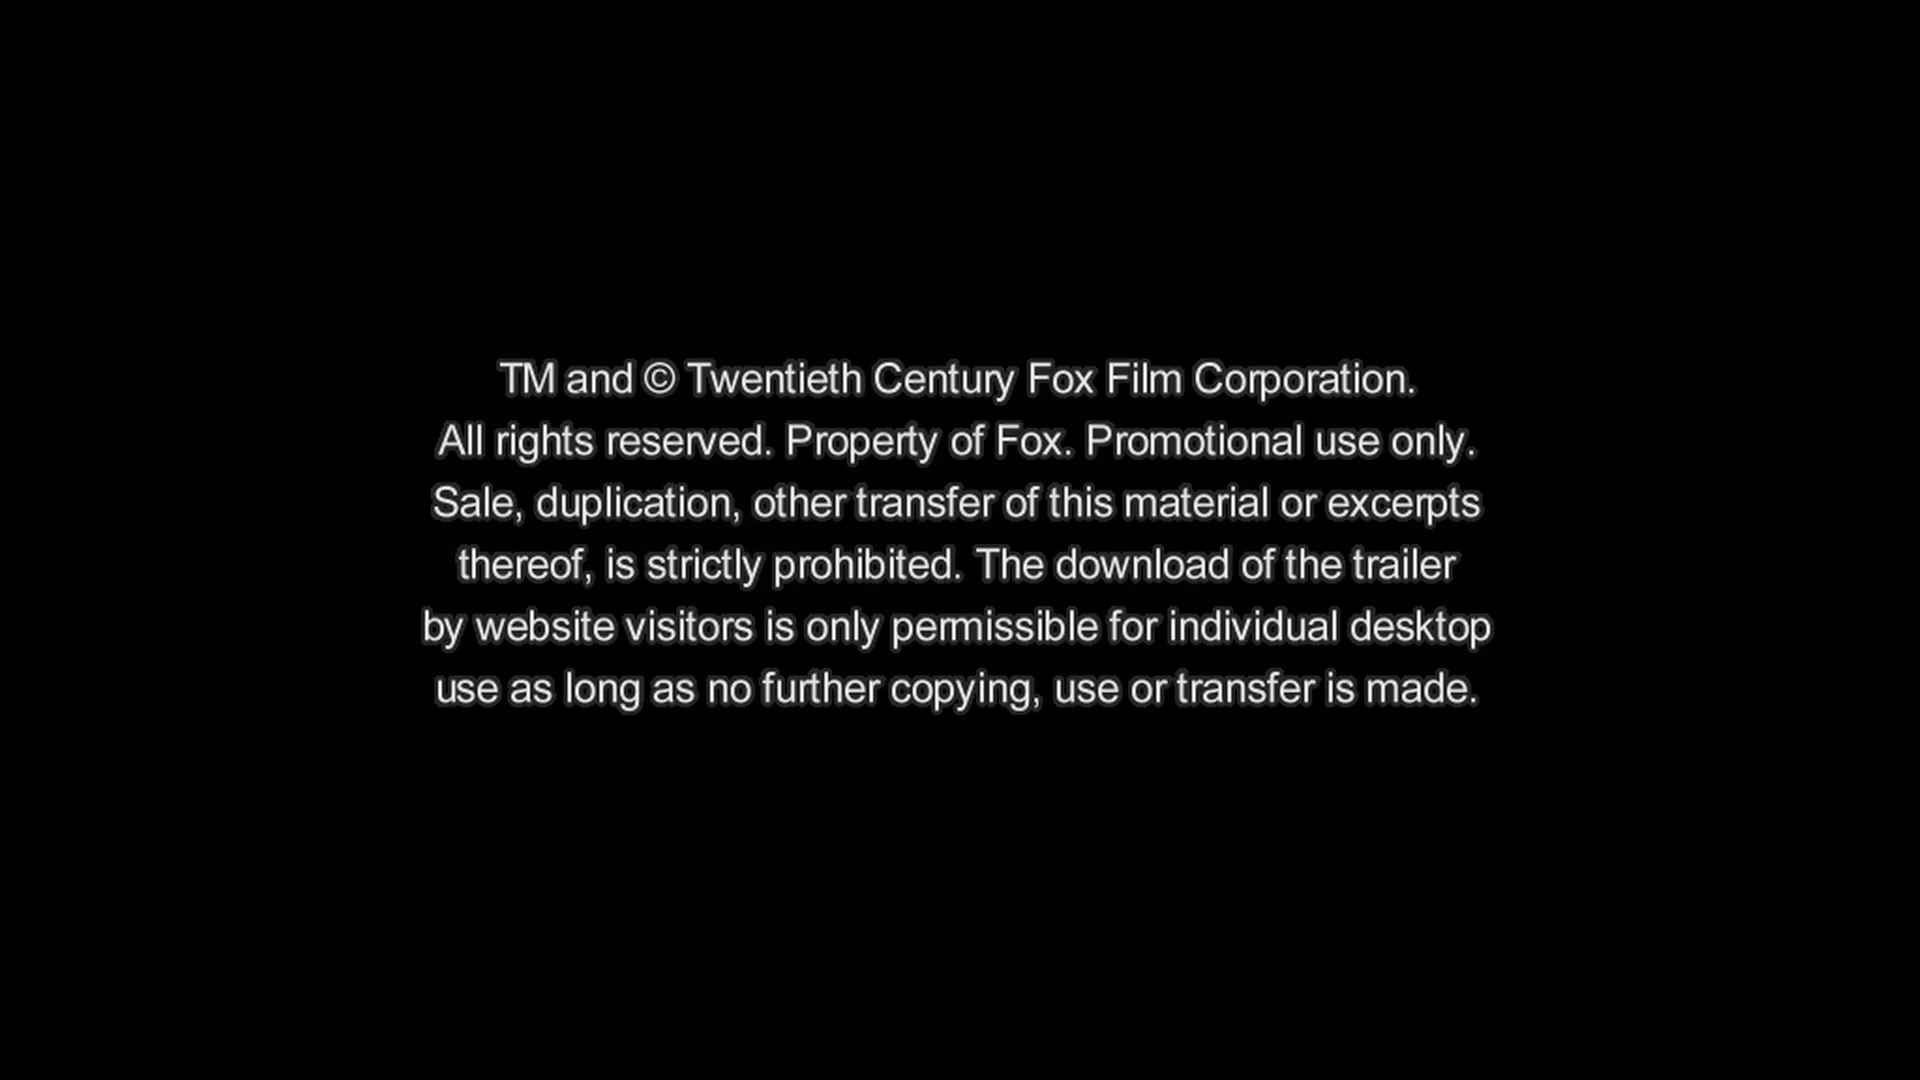 TM and © Twentieth Century Fox Film Corporation.
All rights reserved. Property of Fox. Promotional use only.
Sale, duplication, other transfer of this material or excerpts
thereof, is strictly prohibited. The download of the trailer
by website visitors is only permissible for individual desktop
use as long as no further copying, use or transfer is made.